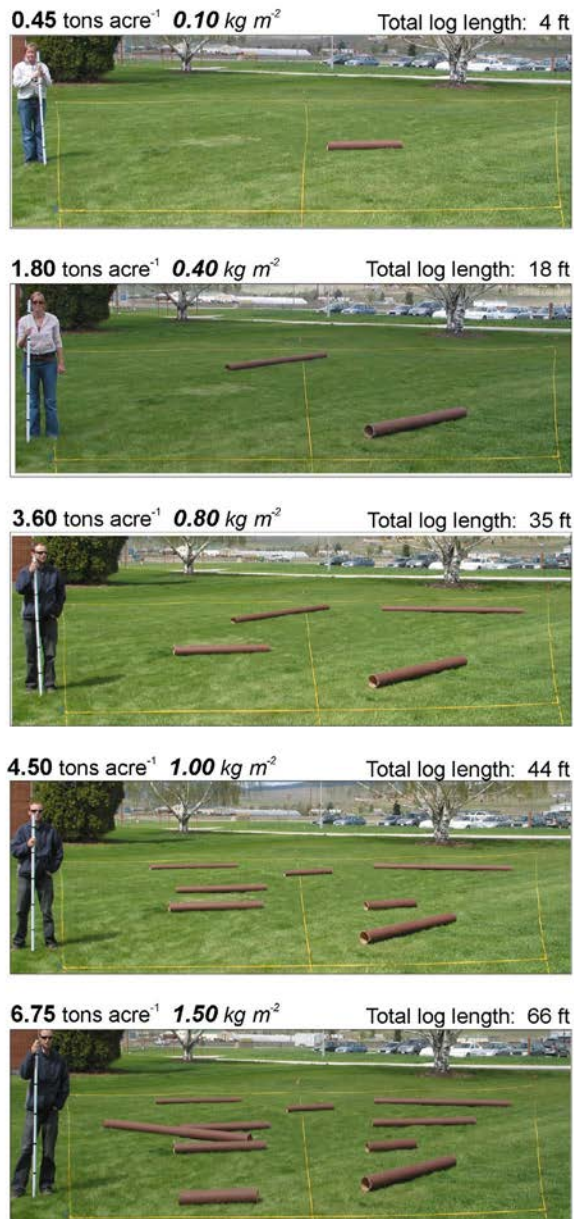 0.45 tons acre⁻¹ 0.10 kg m⁻² Total log length: 4 ft
1.80 tons acre⁻¹ 0.40 kg m⁻² Total log length: 18 ft
3.60 tons acre⁻¹ 0.80 kg m⁻² Total log length: 35 ft
4.50 tons acre⁻¹ 1.00 kg m⁻² Total log length: 44 ft
6.75 tons acre⁻¹ 1.50 kg m⁻² Total log length: 66 ft